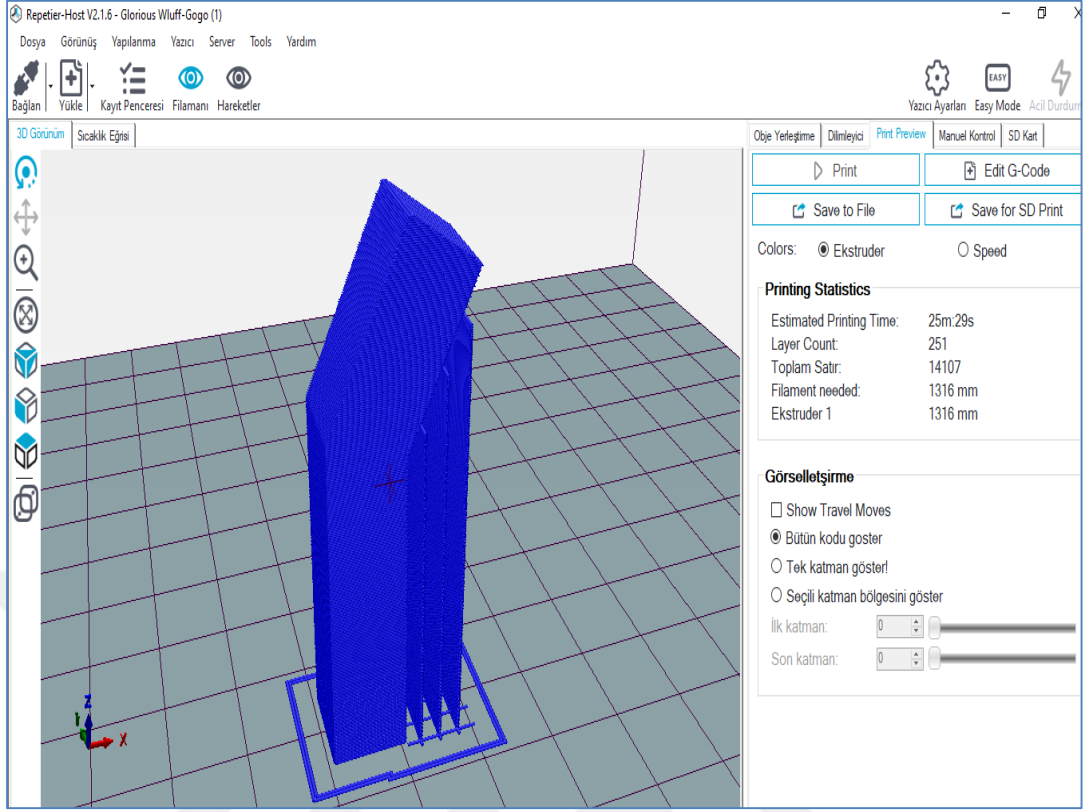 Repetier-Host V2.1.6 - Glorious Wluff-Gogo (1)
Dosya Görünüş Yapılanma Yazıcı Server Tools Yardım
Bağlan Yükle Kayıt Penceresi Filamanı Hareketler Yazıcı Ayarları EASY Easy Mode Acil Durdurr
3D Görünüm Sıcaklık Eğrisi Obje Yerleştirme Dilimleyici Print Preview Manuel Kontrol SD Kart
Print Edit G-Code
Save to File Save for SD Print
Colors: Ekstruder Speed
Printing Statistics
Estimated Printing Time: 25m:29s
Layer Count: 251
Toplam Satır: 14107
Filament needed: 1316 mm
Ekstruder 1 1316 mm
Görselletşirme
Show Travel Moves
Bütün kodu goster
Tek katman göster!
Seçili katman bölgesini göster
İlk katman: 0
Son katman: 0
Z
X